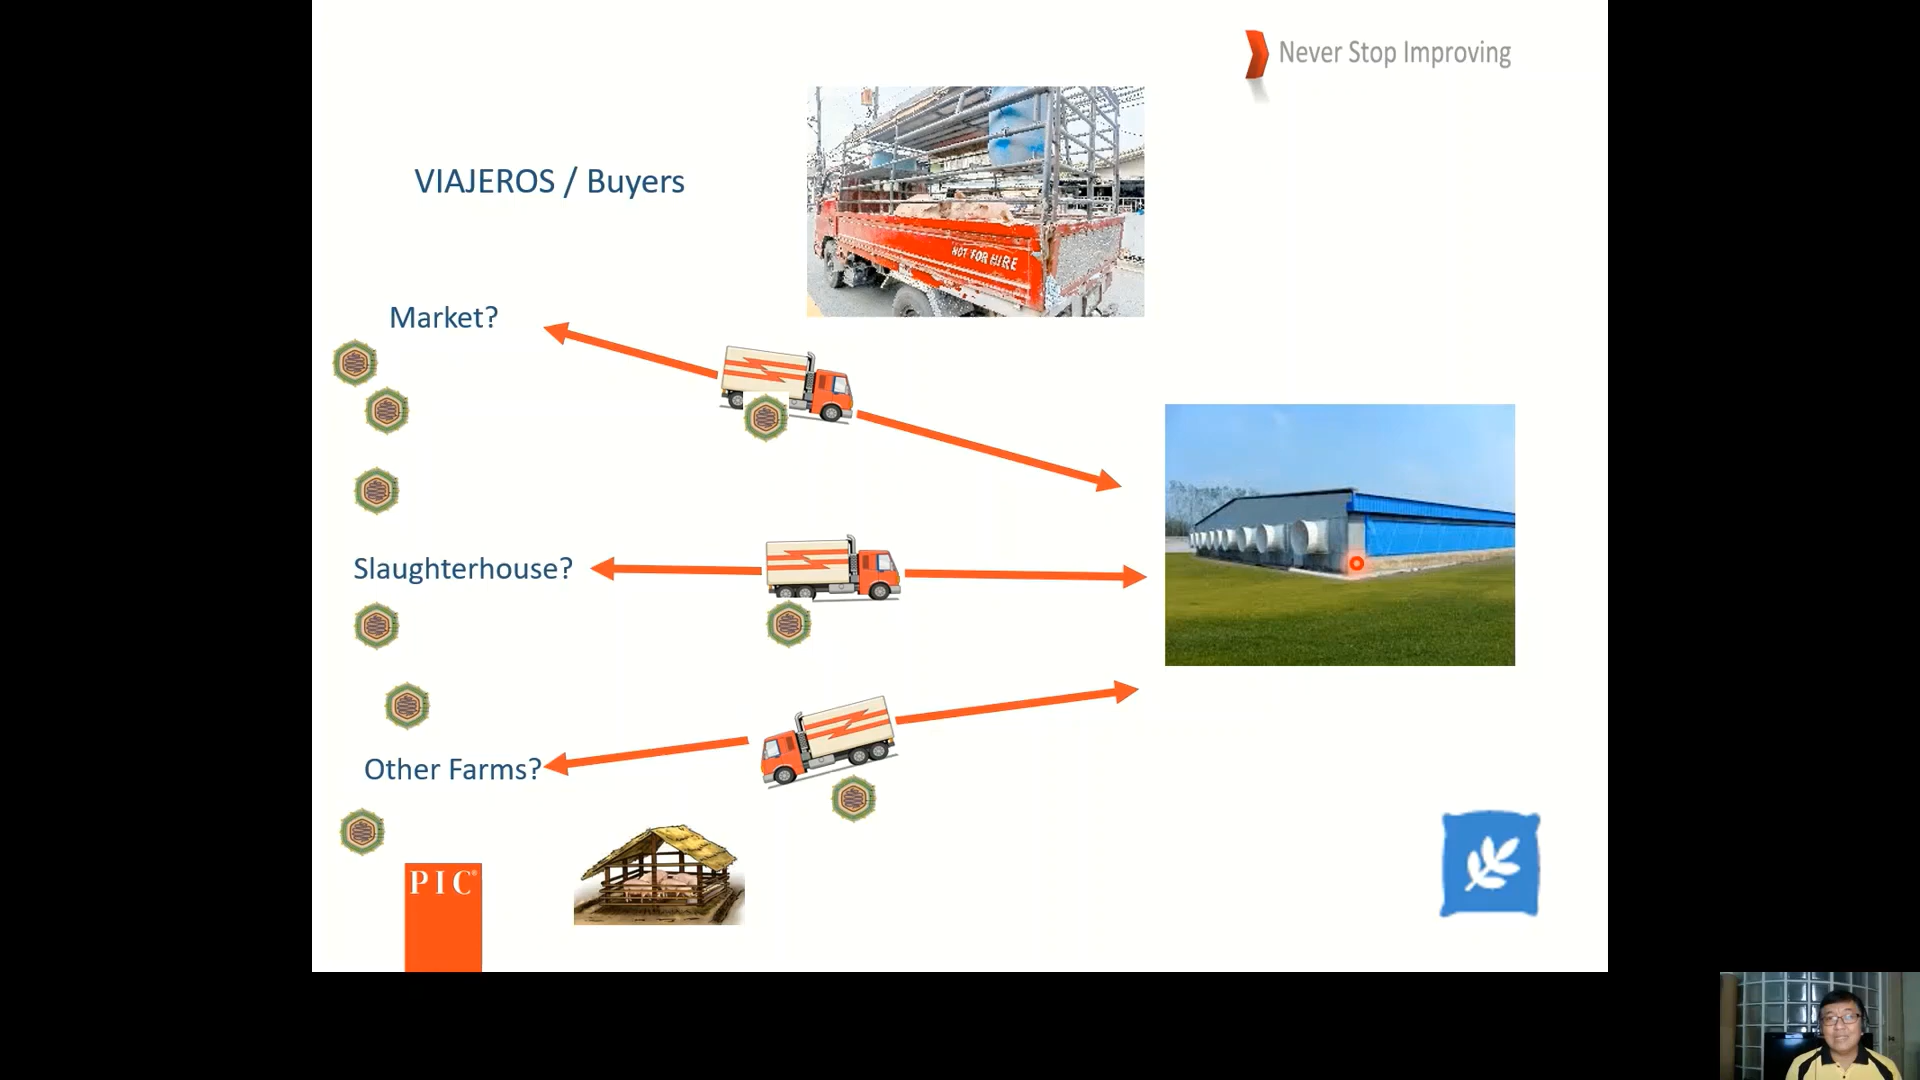 Never Stop Improving
VIAJEROS / Buyers
NOT FOR HIRE
Market?
Slaughterhouse?
Other Farms?
PIC®